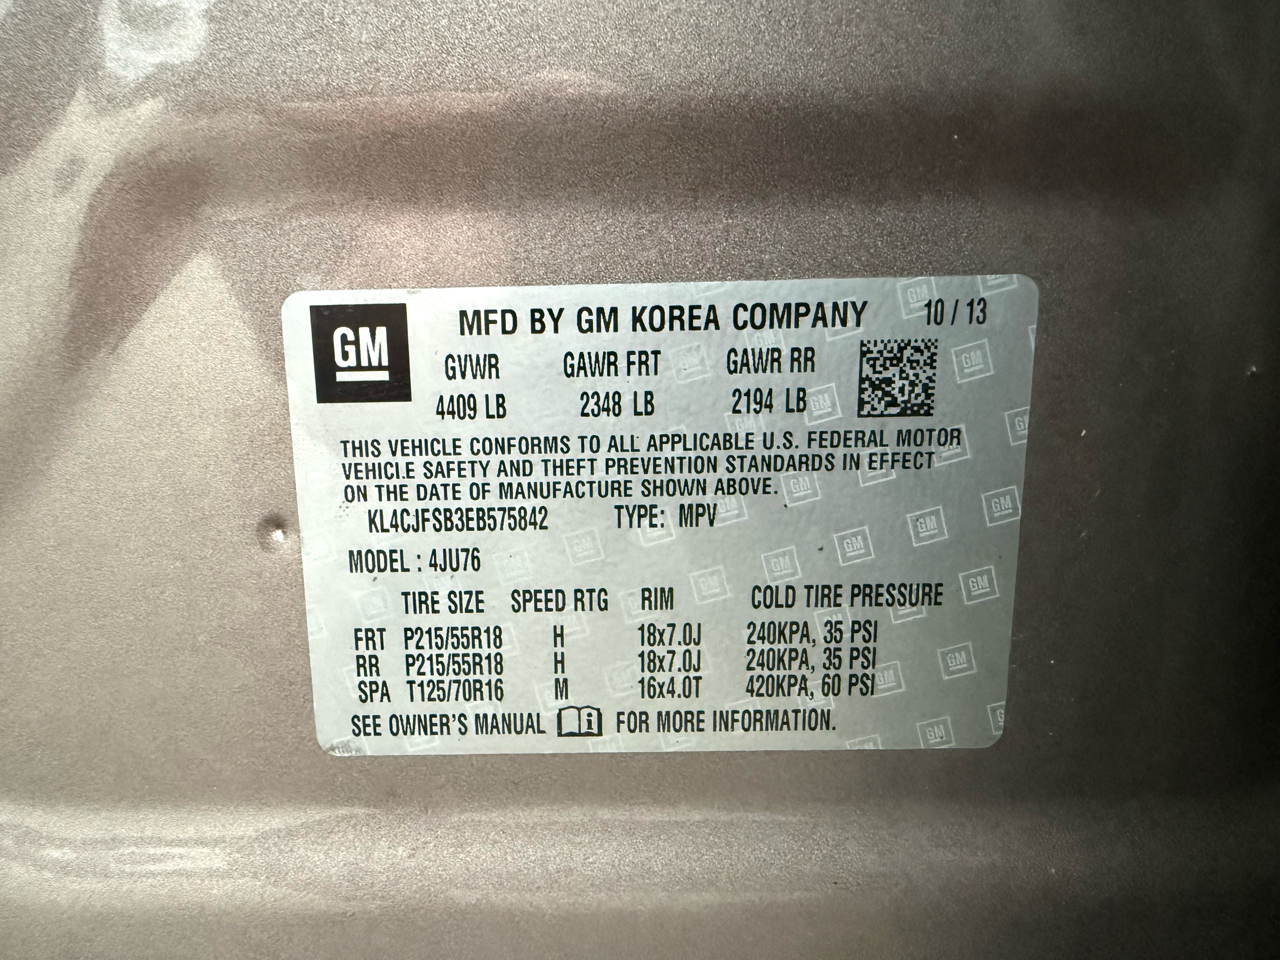 GM
MFD BY GM KOREA COMPANY 10 / 13
GVWR GAWR FRT GAWR RR
4409 LB 2348 LB 2194 LB
THIS VEHICLE CONFORMS TO ALL APPLICABLE U.S. FEDERAL MOTOR
VEHICLE SAFETY AND THEFT PREVENTION STANDARDS IN EFFECT
ON THE DATE OF MANUFACTURE SHOWN ABOVE.
KL4CJFSB3EB575842 TYPE: MPV
MODEL : 4JU76
TIRE SIZE SPEED RTG RIM COLD TIRE PRESSURE
FRT P215/55R18 H 18x7.0J 240KPA, 35 PSI
RR P215/55R18 H 18x7.0J 240KPA, 35 PSI
SPA T125/70R16 M 16x4.0T 420KPA, 60 PSI
SEE OWNER'S MANUAL FOR MORE INFORMATION.